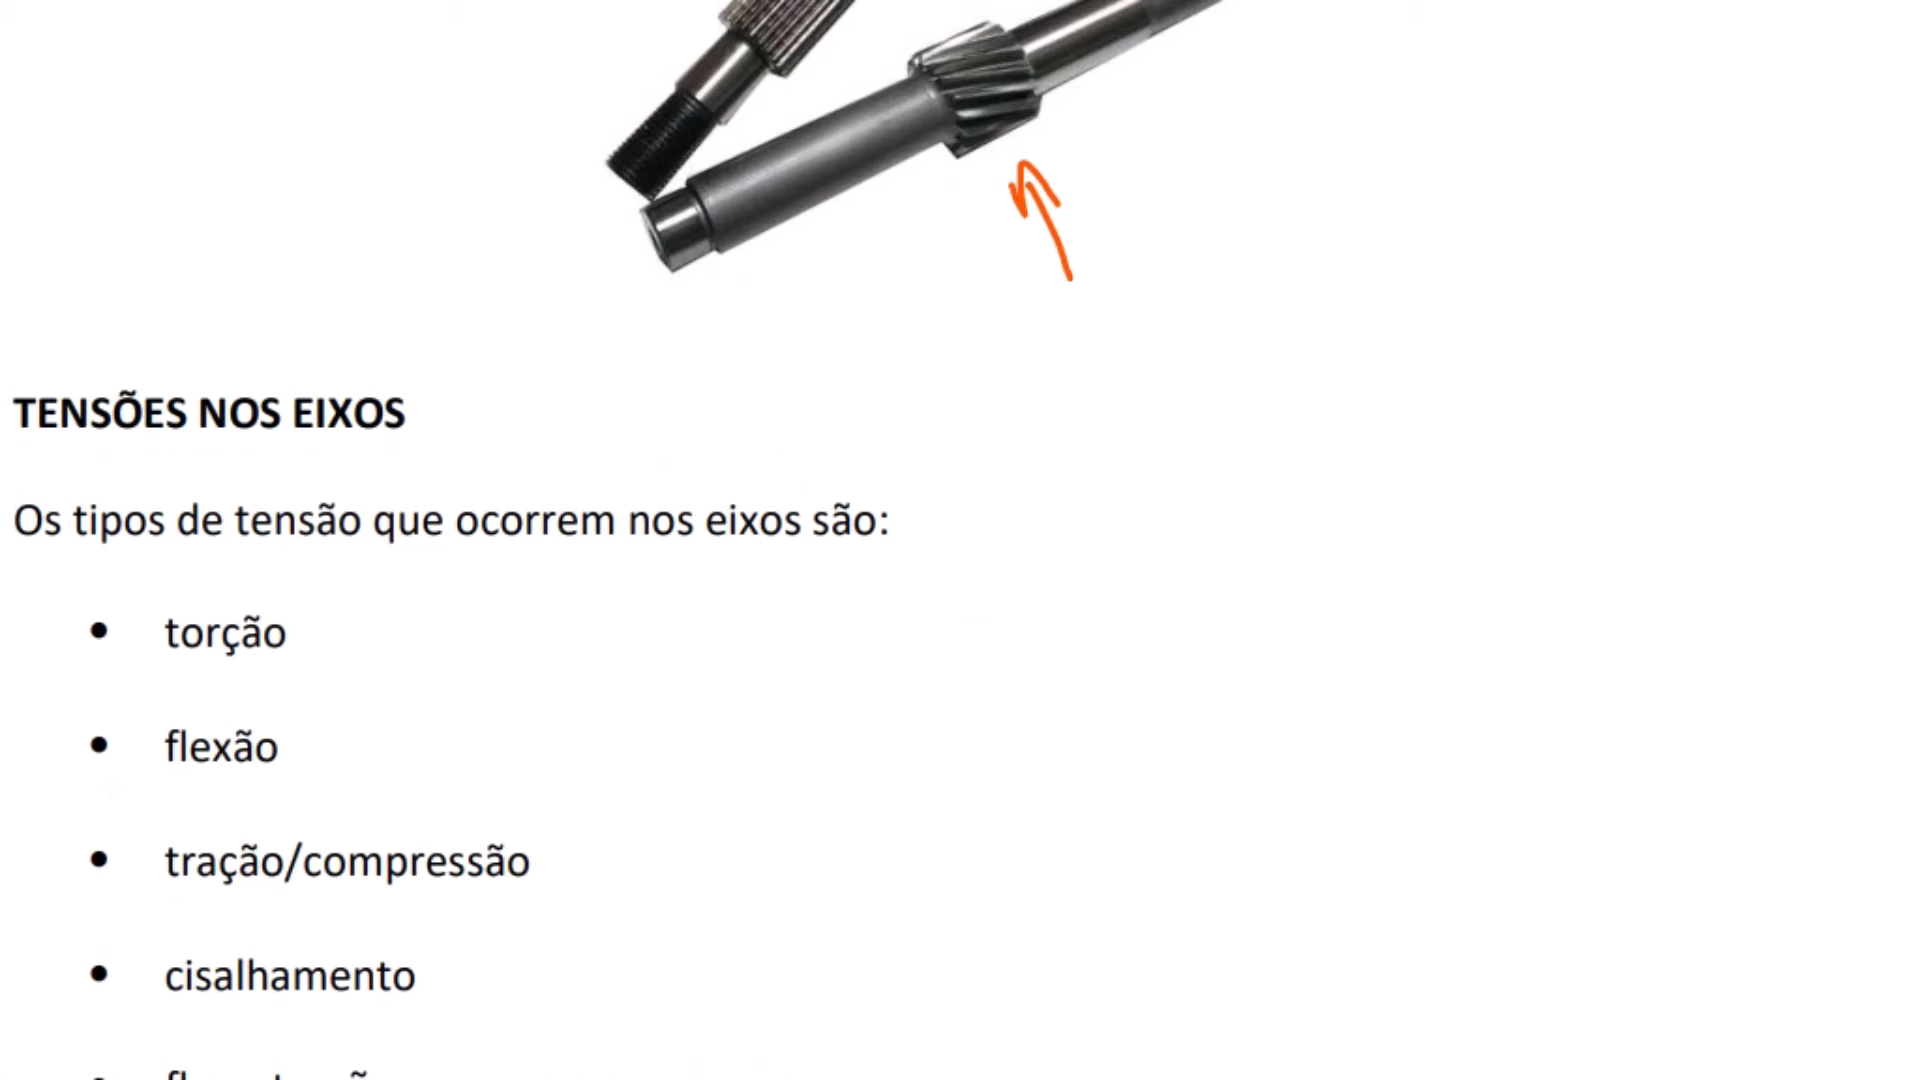 TENSÕES NOS EIXOS
Os tipos de tensão que ocorrem nos eixos são:
• torção
• flexão
• tração/compressão
• cisalhamento